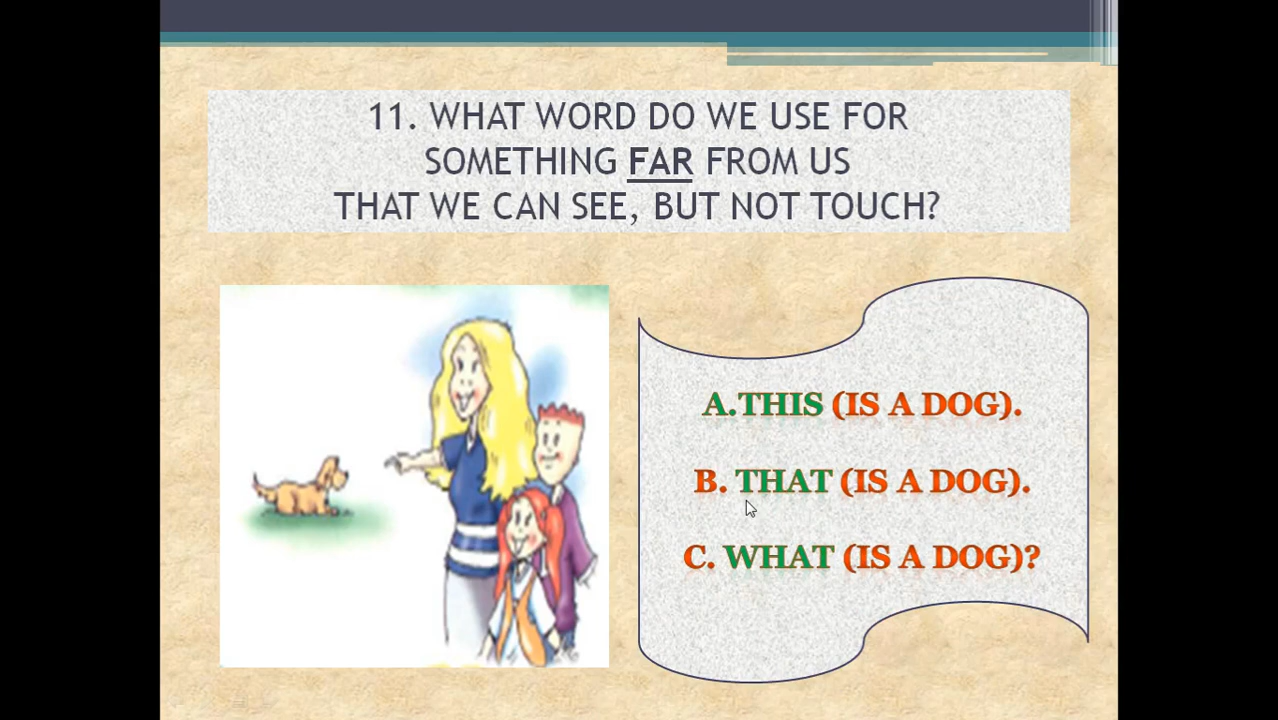 11. WHAT WORD DO WE USE FOR
SOMETHING FAR FROM US
THAT WE CAN SEE, BUT NOT TOUCH?
A.THIS (IS A DOG).
B. THAT (IS A DOG).
C. WHAT (IS A DOG)?